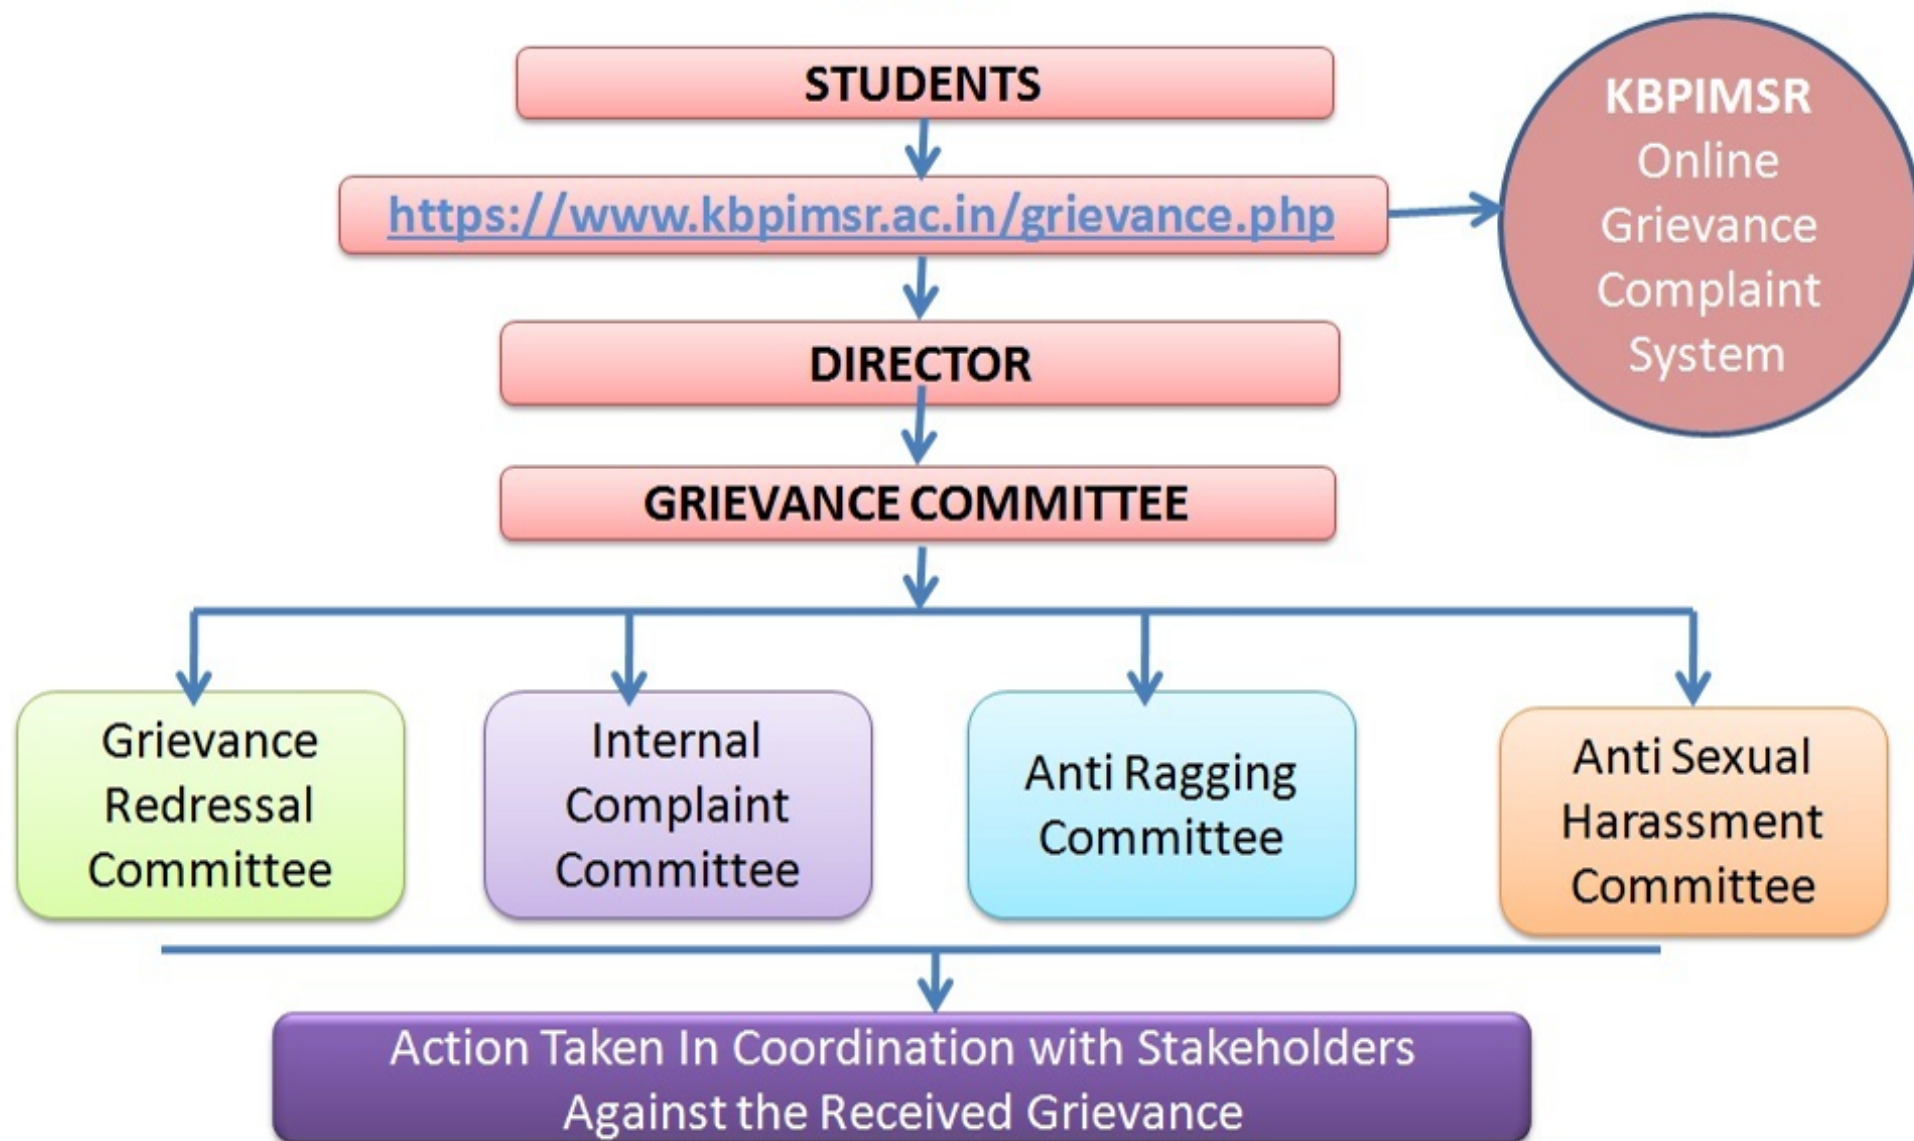 STUDENTS
https://www.kbpimsr.ac.in/grievance.php
KBPIMSR
Online
Grievance
Complaint
System
DIRECTOR
GRIEVANCE COMMITTEE
Grievance
Redressal
Committee
Internal
Complaint
Committee
Anti Ragging
Committee
Anti Sexual
Harassment
Committee
Action Taken In Coordination with Stakeholders
Against the Received Grievance